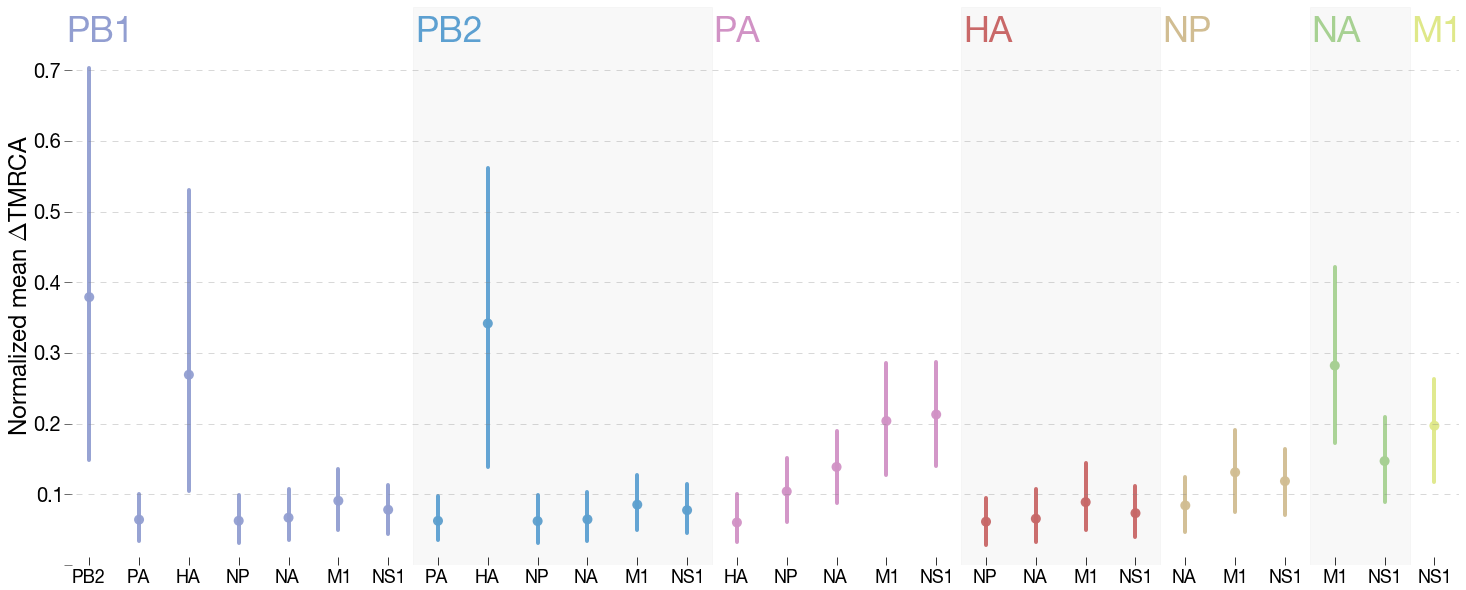 PB1 PB2 PA HA NP NA M1
Normalized mean ΔTMRCA
0.7
0.6
0.5
0.4
0.3
0.2
0.1
PB2 PA HA NP NA M1 NS1 PA HA NP NA M1 NS1 HA NP NA M1 NS1 NP NA M1 NS1 NA M1 NS1 M1 NS1 NS1